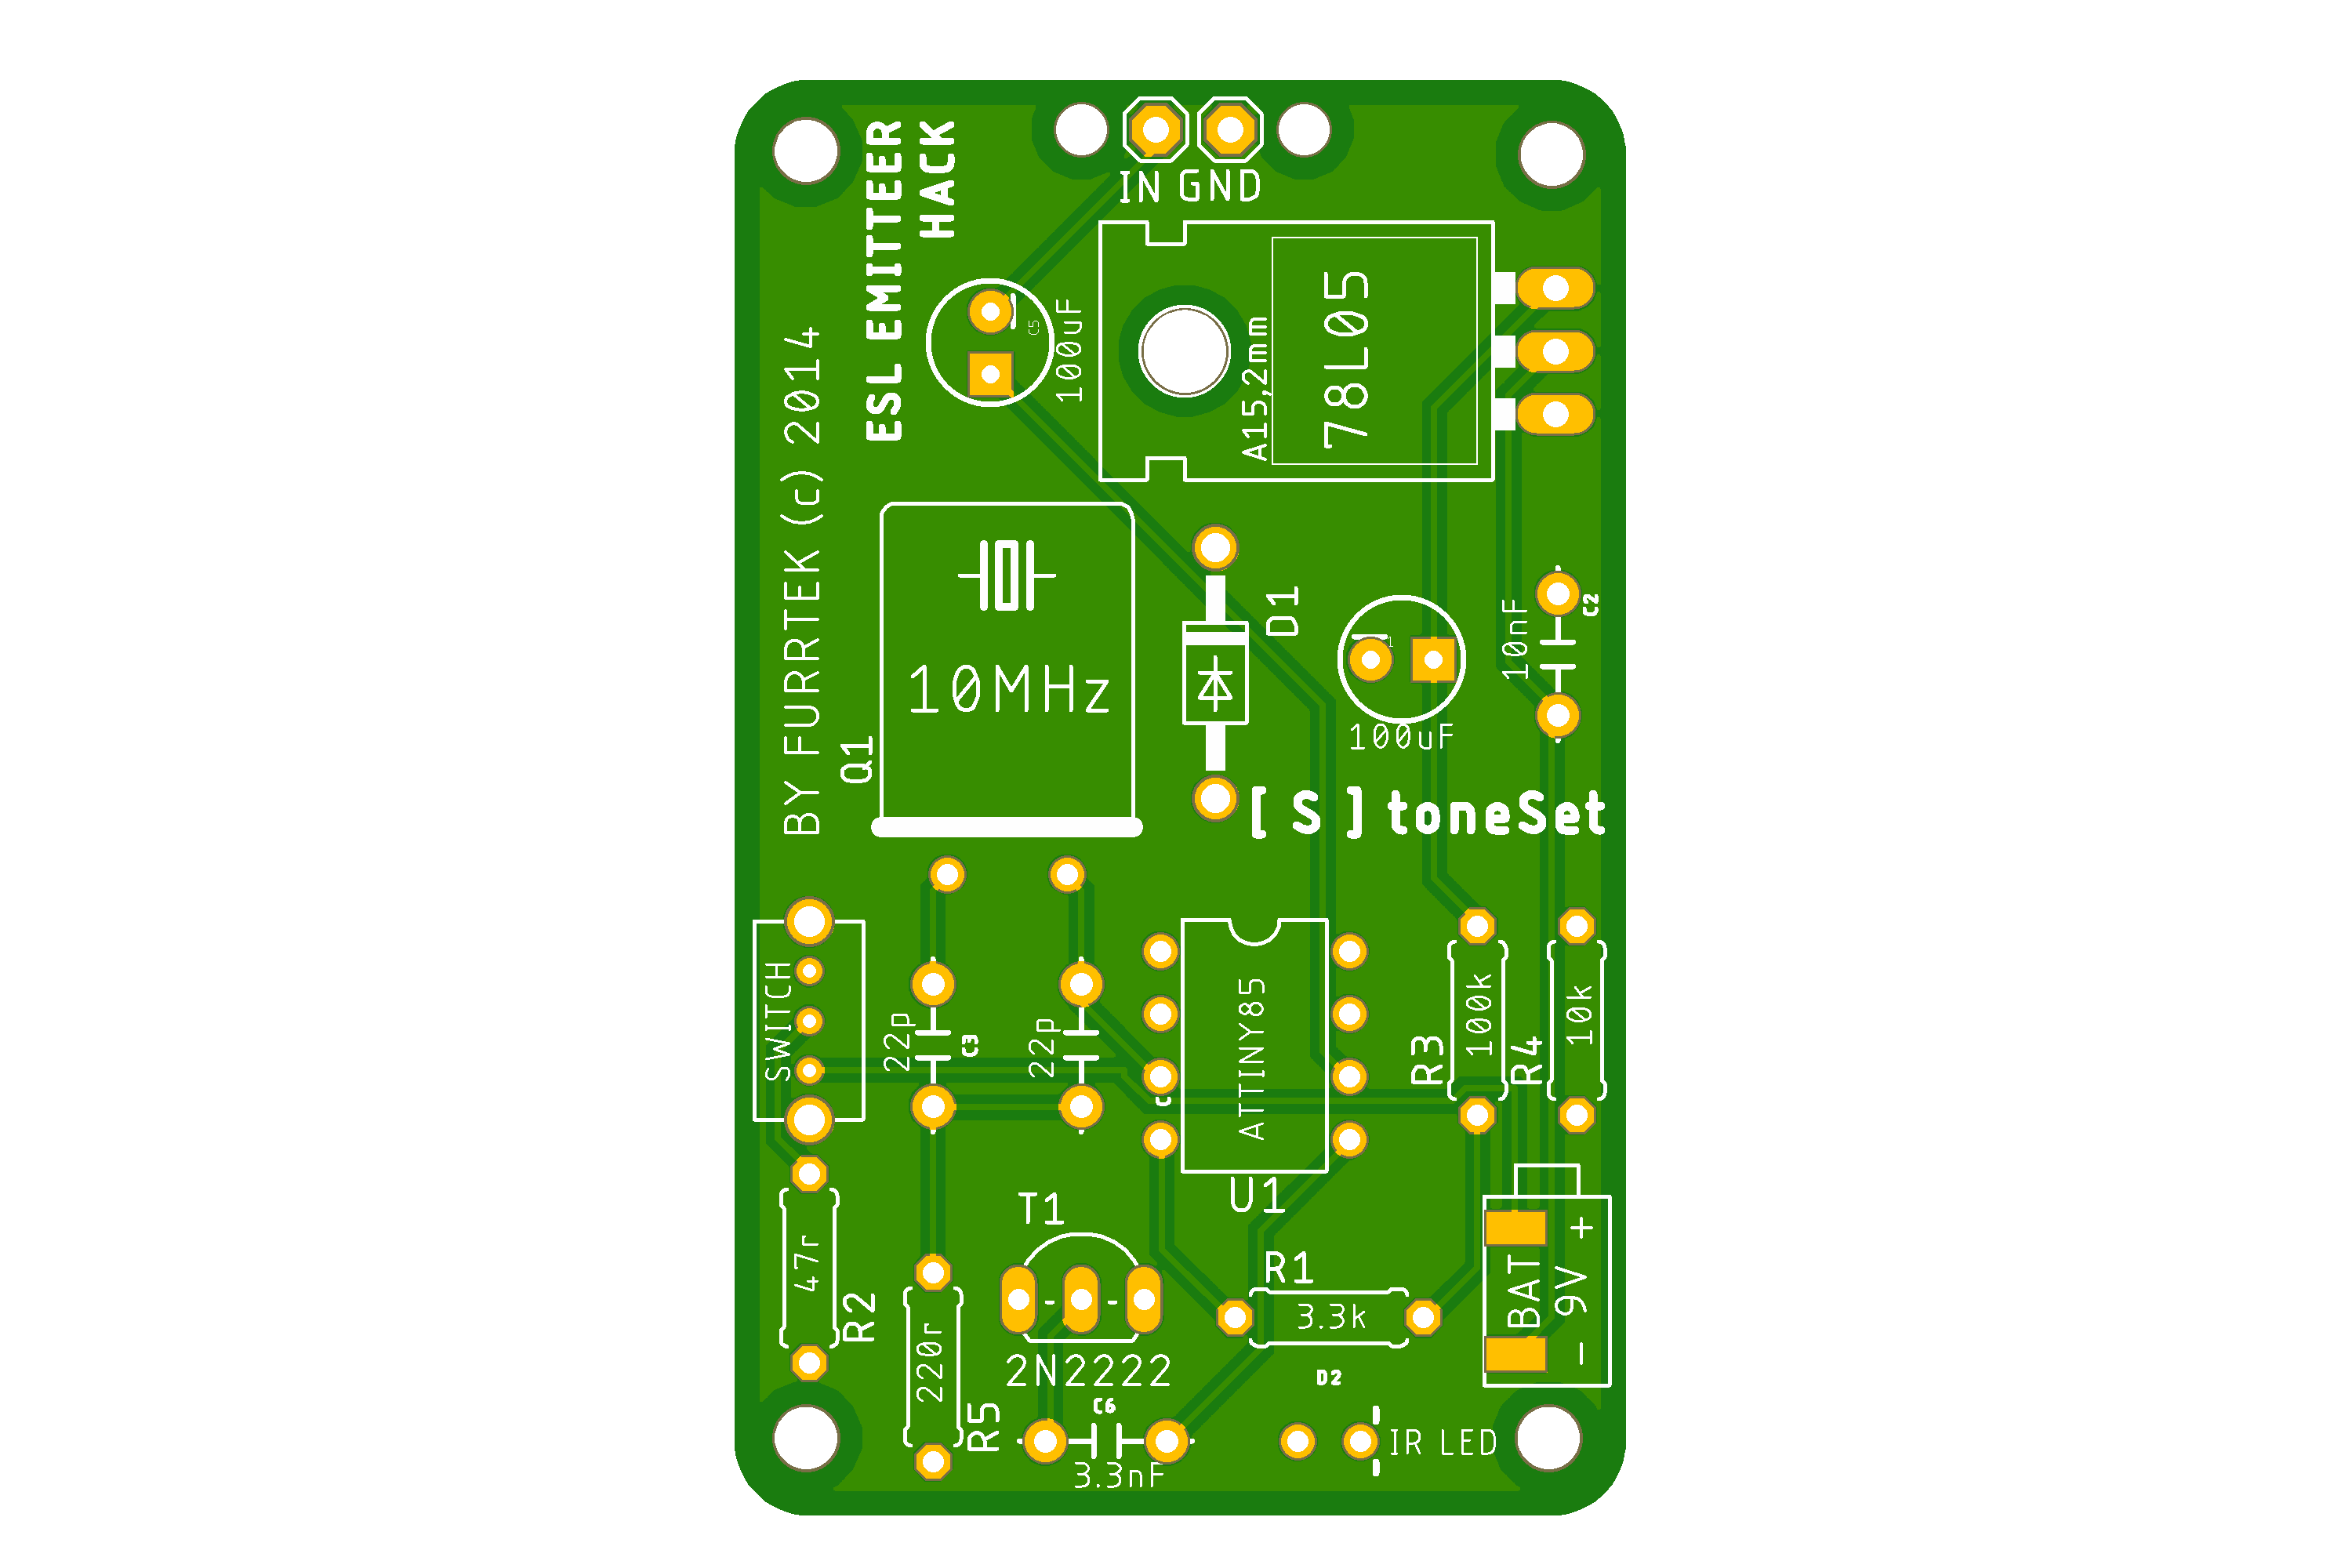 IN GND
ESL EMITTEER
HACK
BY FURRTEK (c) 2014
C5
100uF
A15,2mm
78L05
10MHz
Q1
D1
1
100uF
10nF
C2
[ S ] toneSet
SWITCH
22p
C3
22p
ATTINY85
U1
R3
100k
R4
10k
T1
2N2222
47r
R2
220r
R5
R1
3.3k
BAT
9V
+
-
D2
C6
3.3nF
IR LED